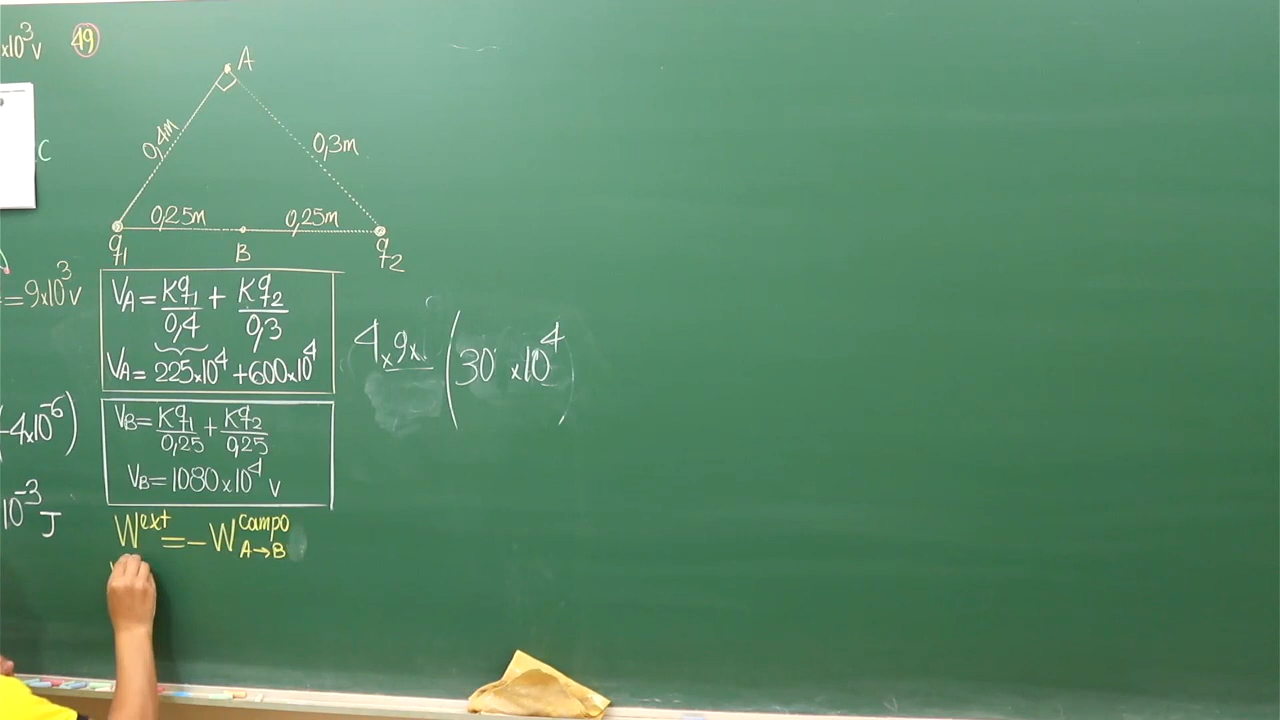 x10³v
49
A
0,4m
0,3m
C
0,25m 0,25m
q₁ B q₂
=9x10³v
V_A = Kq₁/0,4 + Kq₂/0,3
V_A = 225x10⁴ + 600x10⁴
4x9x (30 x10⁴)
-4x10⁻⁶)
V_B = Kq₁/0,25 + Kq₂/0,25
V_B = 1080x10⁴ v
10⁻³ J
W^ext = -W^campo_A→B